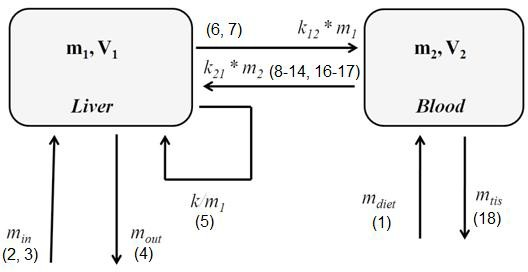 (6, 7) k12 * m1
m1, V1
Liver
k21 * m2 (8-14, 16-17)
m2, V2
Blood
k/m1
(5)
min
(2, 3)
mout
(4)
mdiet
(1)
mtis
(18)